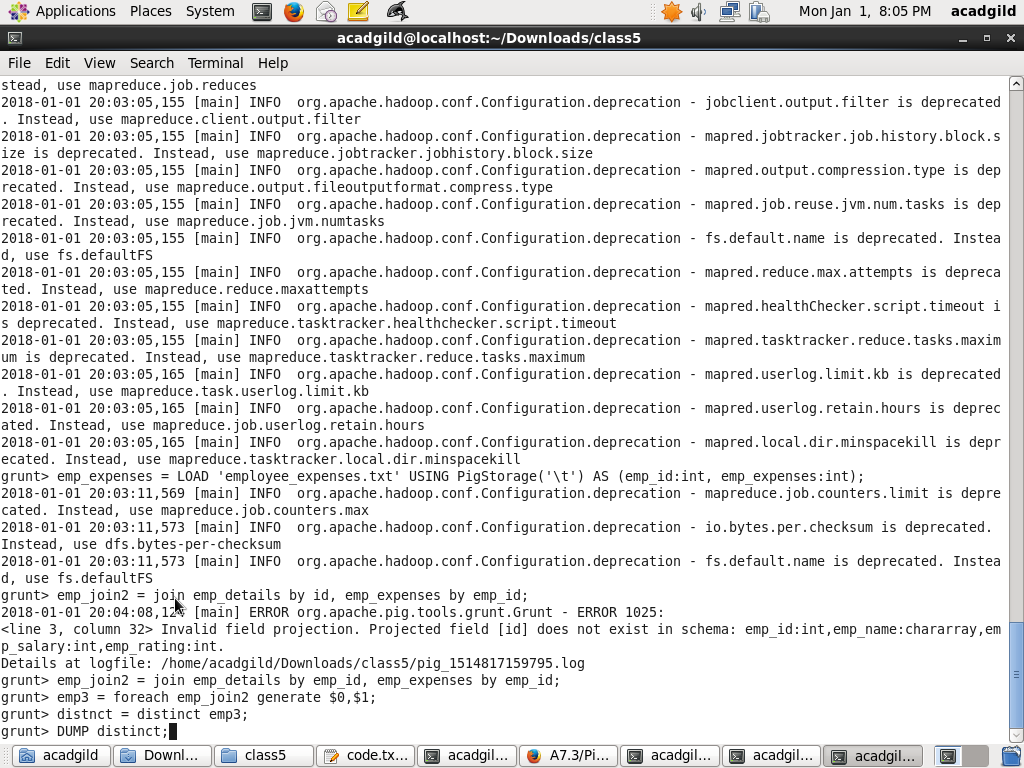 Applications Places System Mon Jan 1, 8:05 PM acadgild
acadgild@localhost:~/Downloads/class5
File Edit View Search Terminal Help
stead, use mapreduce.job.reduces
2018-01-01 20:03:05,155 [main] INFO  org.apache.hadoop.conf.Configuration.deprecation - jobclient.output.filter is deprecated
. Instead, use mapreduce.client.output.filter
2018-01-01 20:03:05,155 [main] INFO  org.apache.hadoop.conf.Configuration.deprecation - mapred.jobtracker.job.history.block.s
ize is deprecated. Instead, use mapreduce.jobtracker.jobhistory.block.size
2018-01-01 20:03:05,155 [main] INFO  org.apache.hadoop.conf.Configuration.deprecation - mapred.output.compression.type is dep
recated. Instead, use mapreduce.output.fileoutputformat.compress.type
2018-01-01 20:03:05,155 [main] INFO  org.apache.hadoop.conf.Configuration.deprecation - mapred.job.reuse.jvm.num.tasks is dep
recated. Instead, use mapreduce.job.jvm.numtasks
2018-01-01 20:03:05,155 [main] INFO  org.apache.hadoop.conf.Configuration.deprecation - fs.default.name is deprecated. Instea
d, use fs.defaultFS
2018-01-01 20:03:05,155 [main] INFO  org.apache.hadoop.conf.Configuration.deprecation - mapred.reduce.max.attempts is depreca
ted. Instead, use mapreduce.reduce.maxattempts
2018-01-01 20:03:05,155 [main] INFO  org.apache.hadoop.conf.Configuration.deprecation - mapred.healthChecker.script.timeout i
s deprecated. Instead, use mapreduce.tasktracker.healthchecker.script.timeout
2018-01-01 20:03:05,155 [main] INFO  org.apache.hadoop.conf.Configuration.deprecation - mapred.tasktracker.reduce.tasks.maxim
um is deprecated. Instead, use mapreduce.tasktracker.reduce.tasks.maximum
2018-01-01 20:03:05,165 [main] INFO  org.apache.hadoop.conf.Configuration.deprecation - mapred.userlog.limit.kb is deprecated
. Instead, use mapreduce.task.userlog.limit.kb
2018-01-01 20:03:05,165 [main] INFO  org.apache.hadoop.conf.Configuration.deprecation - mapred.userlog.retain.hours is deprec
ated. Instead, use mapreduce.job.userlog.retain.hours
2018-01-01 20:03:05,165 [main] INFO  org.apache.hadoop.conf.Configuration.deprecation - mapred.local.dir.minspacekill is depr
ecated. Instead, use mapreduce.tasktracker.local.dir.minspacekill
grunt> emp_expenses = LOAD 'employee_expenses.txt' USING PigStorage('\t') AS (emp_id:int, emp_expenses:int);
2018-01-01 20:03:11,569 [main] INFO  org.apache.hadoop.conf.Configuration.deprecation - mapreduce.job.counters.limit is depre
cated. Instead, use mapreduce.job.counters.max
2018-01-01 20:03:11,573 [main] INFO  org.apache.hadoop.conf.Configuration.deprecation - io.bytes.per.checksum is deprecated.
Instead, use dfs.bytes-per-checksum
2018-01-01 20:03:11,573 [main] INFO  org.apache.hadoop.conf.Configuration.deprecation - fs.default.name is deprecated. Instea
d, use fs.defaultFS
grunt> emp_join2 = join emp_details by id, emp_expenses by emp_id;
2018-01-01 [main] ERROR org.apache.pig.tools.grunt.Grunt - ERROR 1025:
<line 3, column 32> Invalid field projection. Projected field [id] does not exist in schema: emp_id:int,emp_name:chararray,em
p_salary:int,emp_rating:int.
Details at logfile: /home/acadgild/Downloads/class5/pig_1514817159795.log
grunt> emp_join2 = join emp_details by emp_id, emp_expenses by emp_id;
grunt> emp3 = foreach emp_join2 generate $0,$1;
grunt> distnct = distinct emp3;
grunt> DUMP distinct;
acadgild Downl... class5 code.tx... acadgil... A7.3/Pi... acadgil... acadgil... acadgil...